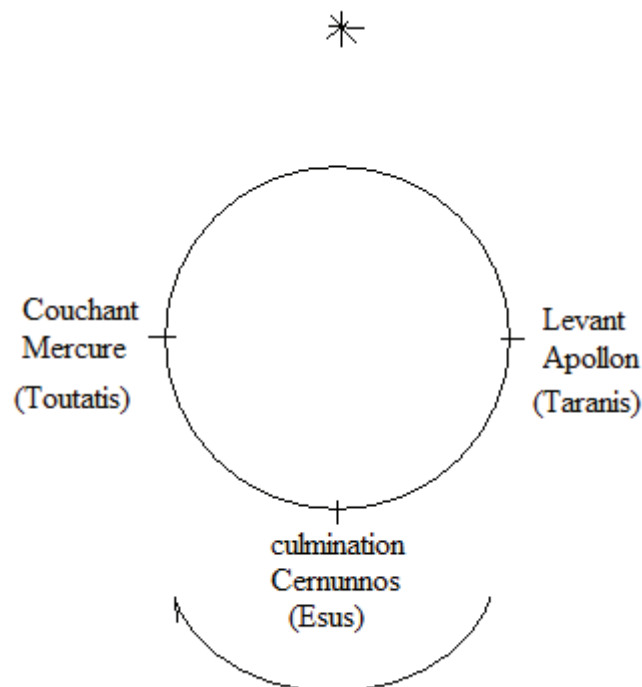 Couchant
Mercure
(Toutatis)
Levant
Apollon
(Taranis)
culmination
Cernunnos
(Esus)